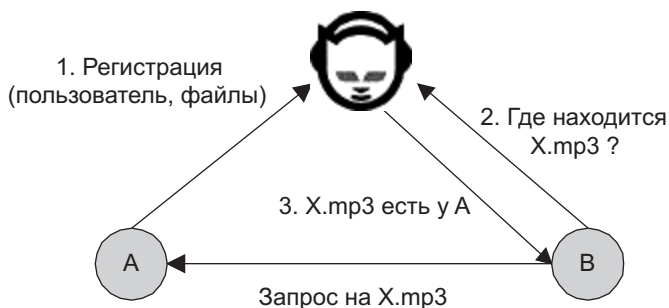 1. Регистрация
(пользователь, файлы)
2. Где находится
X.mp3 ?
3. X.mp3 есть у A
A
B
Запрос на X.mp3